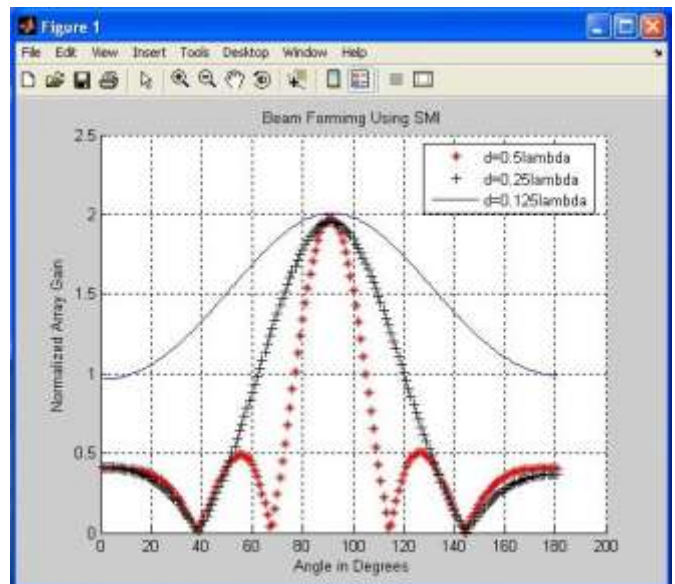 Figure 1
File Edit View Insert Tools Desktop Window Help
Beam Forming Using SMI
2.5
2
1.5
1
0.5
0
Normalized Array Gain
d=0.5lambda
d=0.25lambda
d=0.125lambda
0 20 40 60 80 100 120 140 160 180 200
Angle in Degrees